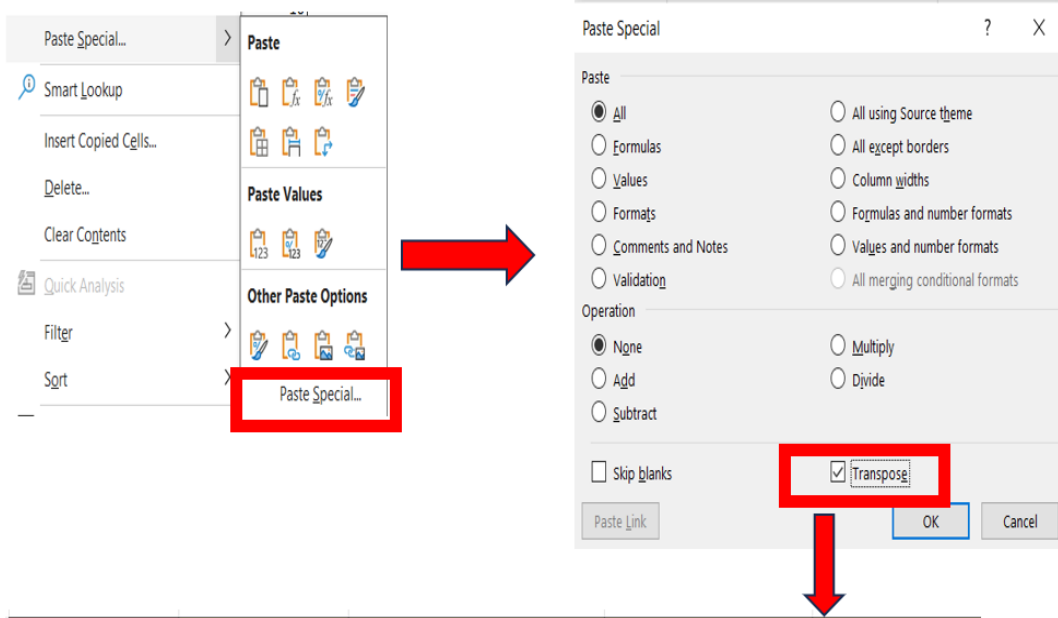 Paste Special...
Smart Lookup
Insert Copied Cells...
Delete...
Clear Contents
Quick Analysis
Filter
Sort
Paste
Paste Values
Other Paste Options
Paste Special...
Paste Special
Paste
All
Formulas
Values
Formats
Comments and Notes
Validation
All using Source theme
All except borders
Column widths
Formulas and number formats
Values and number formats
All merging conditional formats
Operation
None
Add
Subtract
Multiply
Divide
Skip blanks
Transpose
Paste Link
OK
Cancel